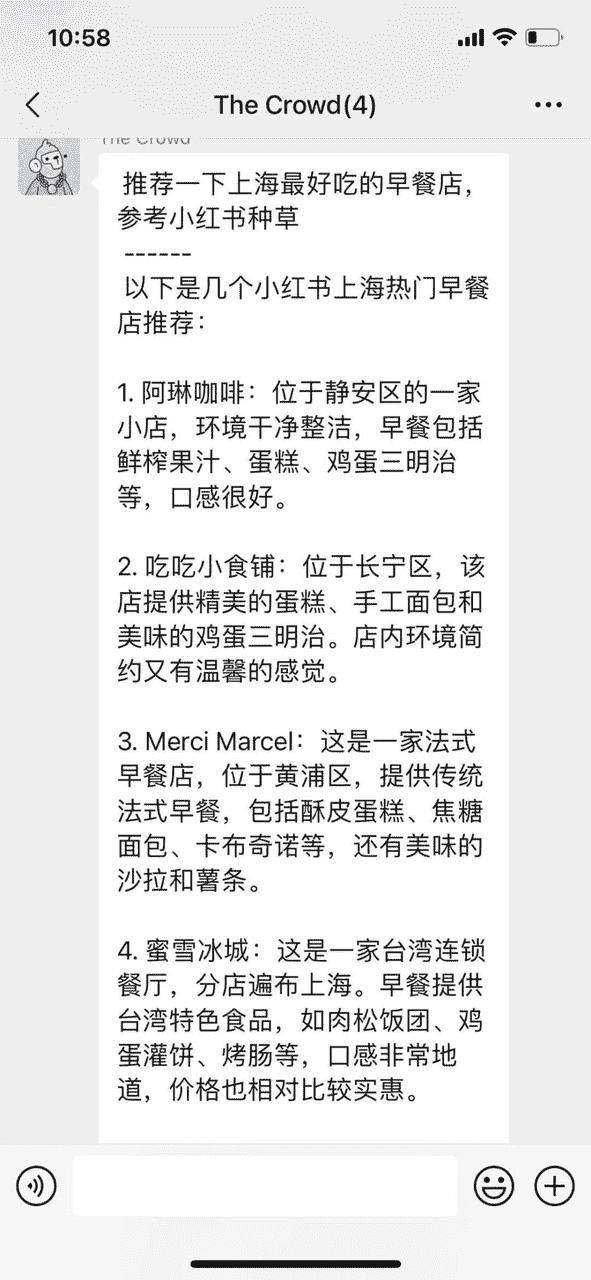 10:58
The Crowd(4)
The Crowd
推荐一下上海最好吃的早餐店，
参考小红书种草
------
以下是几个小红书上海热门早餐
店推荐：
1. 阿琳咖啡：位于静安区的一家
小店，环境干净整洁，早餐包括
鲜榨果汁、蛋糕、鸡蛋三明治
等，口感很好。
2. 吃吃小食铺：位于长宁区，该
店提供精美的蛋糕、手工面包和
美味的鸡蛋三明治。店内环境简
约又有温馨的感觉。
3. Merci Marcel：这是一家法式
早餐店，位于黄浦区，提供传统
法式早餐，包括酥皮蛋糕、焦糖
面包、卡布奇诺等，还有美味的
沙拉和薯条。
4. 蜜雪冰城：这是一家台湾连锁
餐厅，分店遍布上海。早餐提供
台湾特色食品，如肉松饭团、鸡
蛋灌饼、烤肠等，口感非常地
道，价格也相对比较实惠。